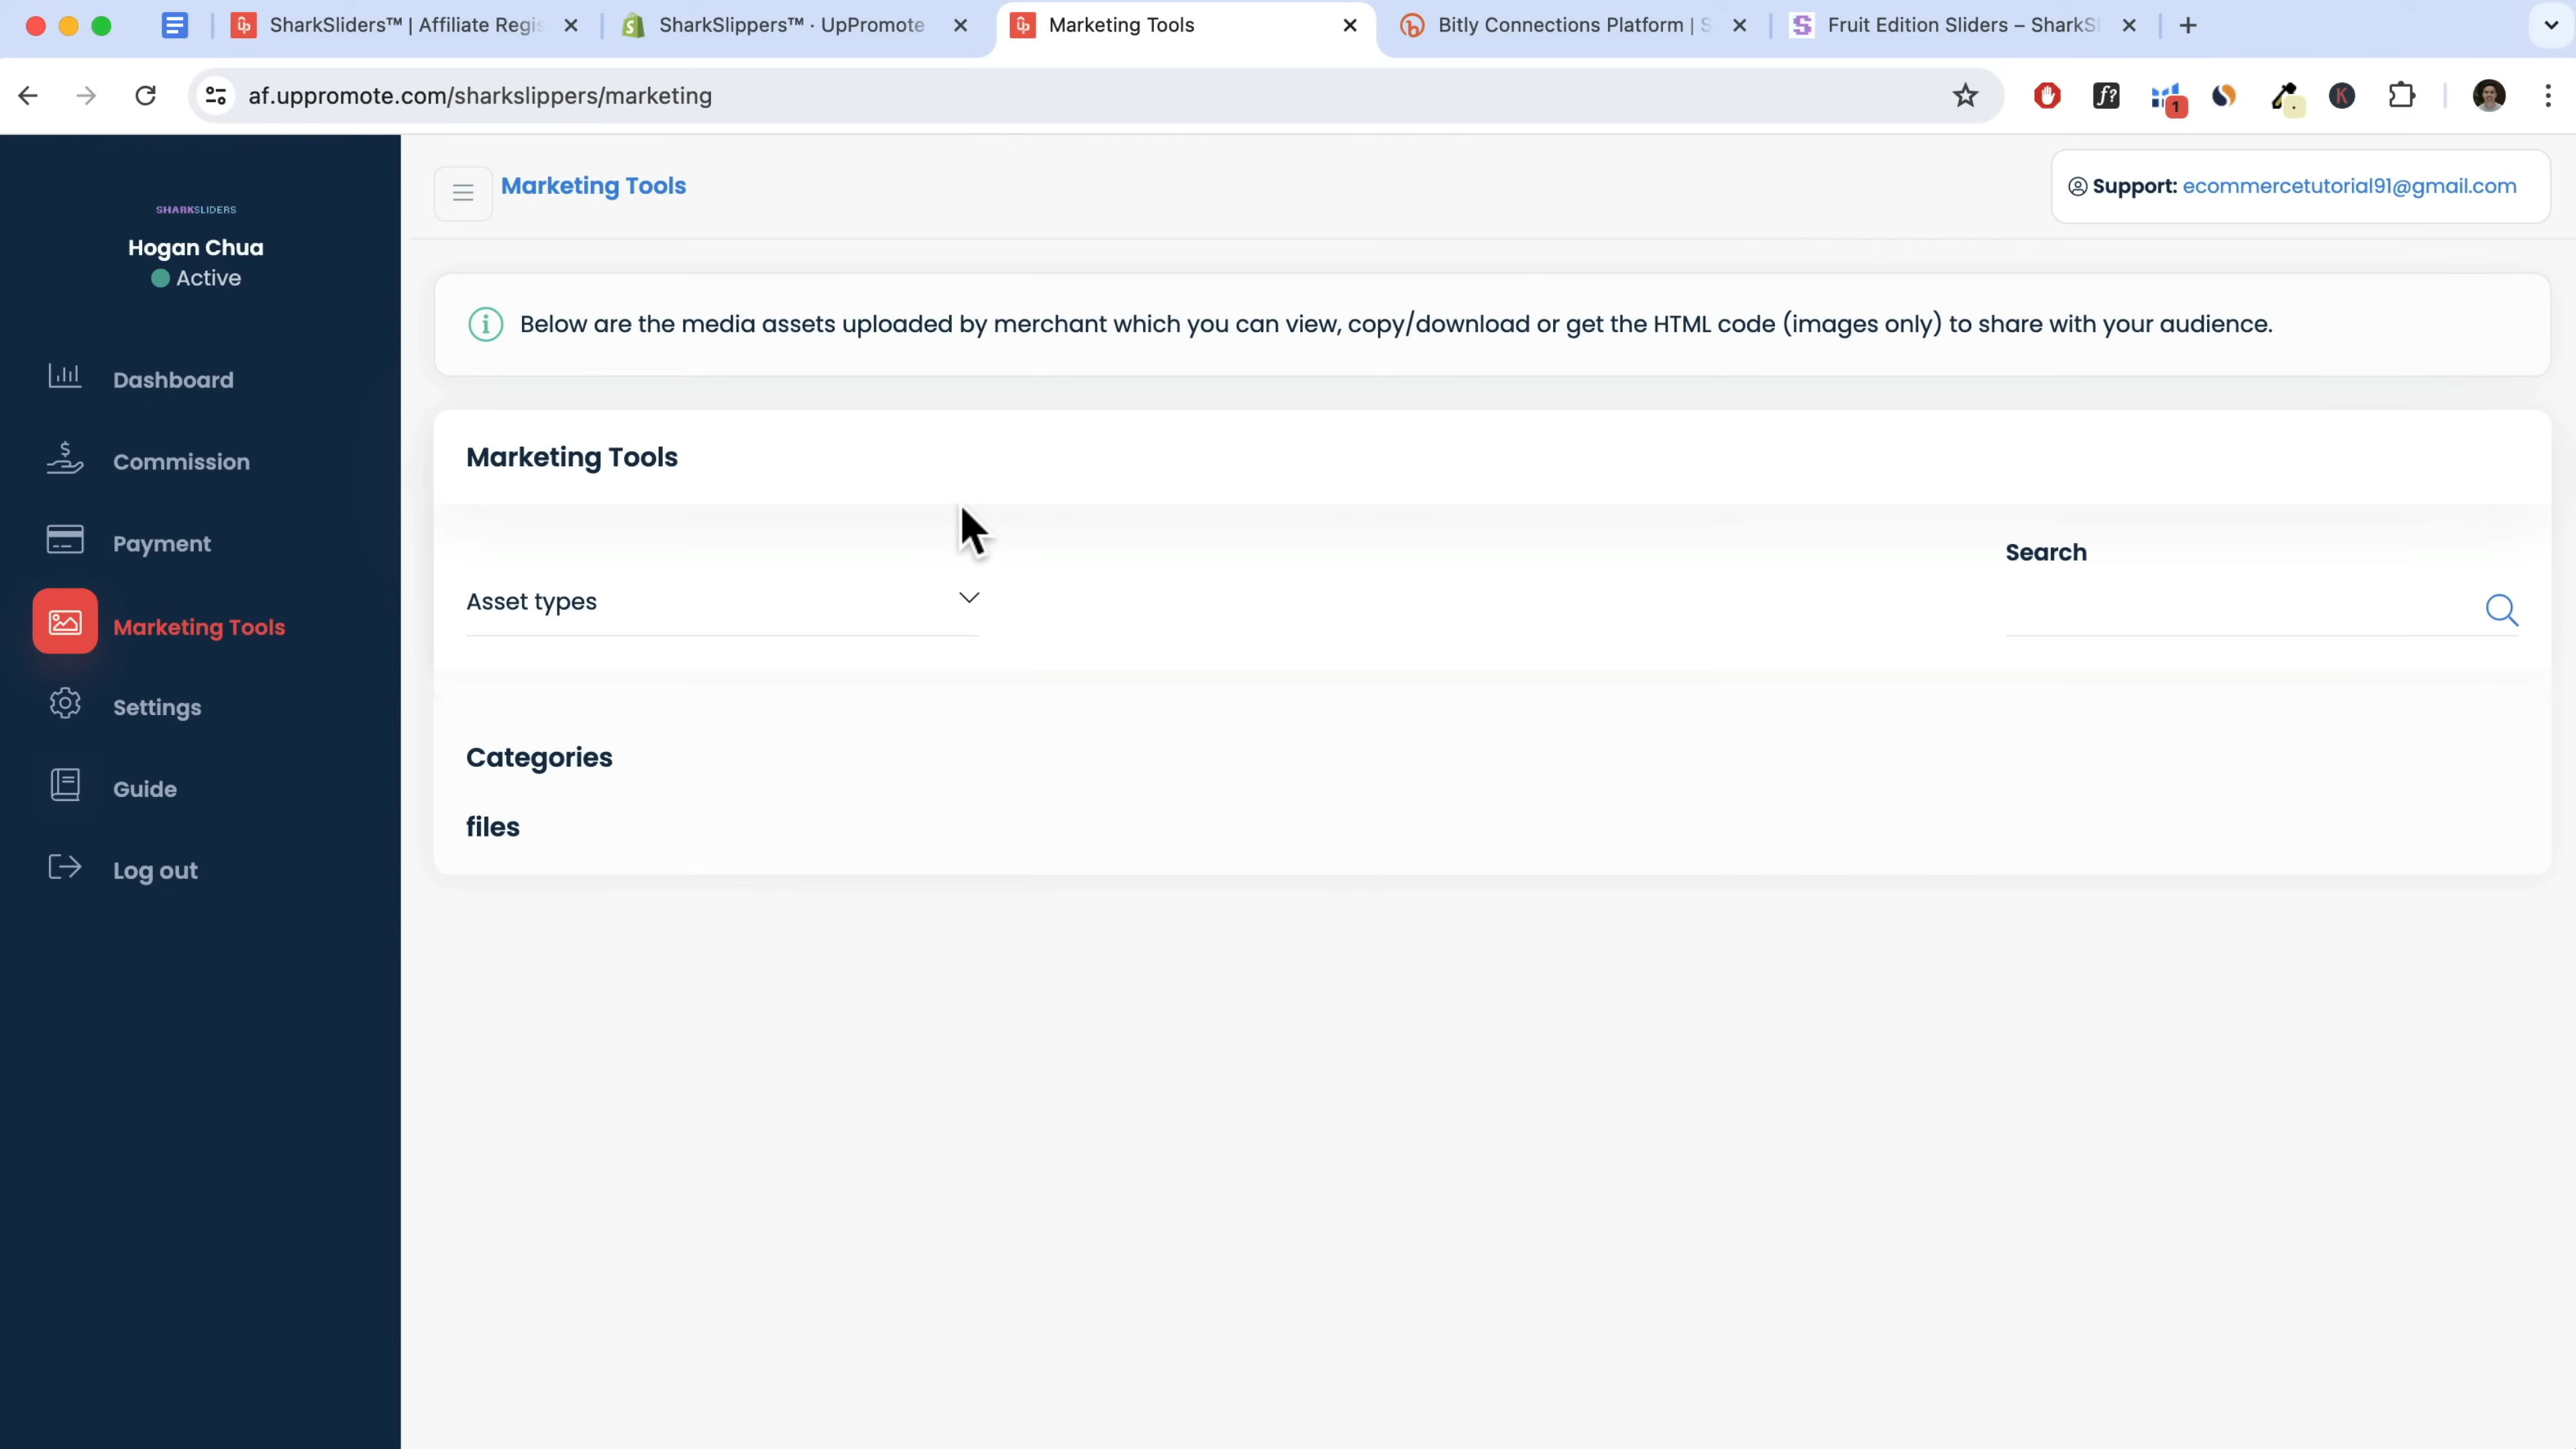 SharkSliders™ | Affiliate Regis
SharkSlippers™ · UpPromote
Marketing Tools
Bitly Connections Platform | S
Fruit Edition Sliders – SharkSl
af.uppromote.com/sharkslippers/marketing
f?
1
K
SHARKSLIDERS
Hogan Chua
Active
Dashboard
Commission
Payment
Marketing Tools
Settings
Guide
Log out
Marketing Tools
Support: ecommercetutorial91@gmail.com
Below are the media assets uploaded by merchant which you can view, copy/download or get the HTML code (images only) to share with your audience.
Marketing Tools
Search
Asset types
Categories
files